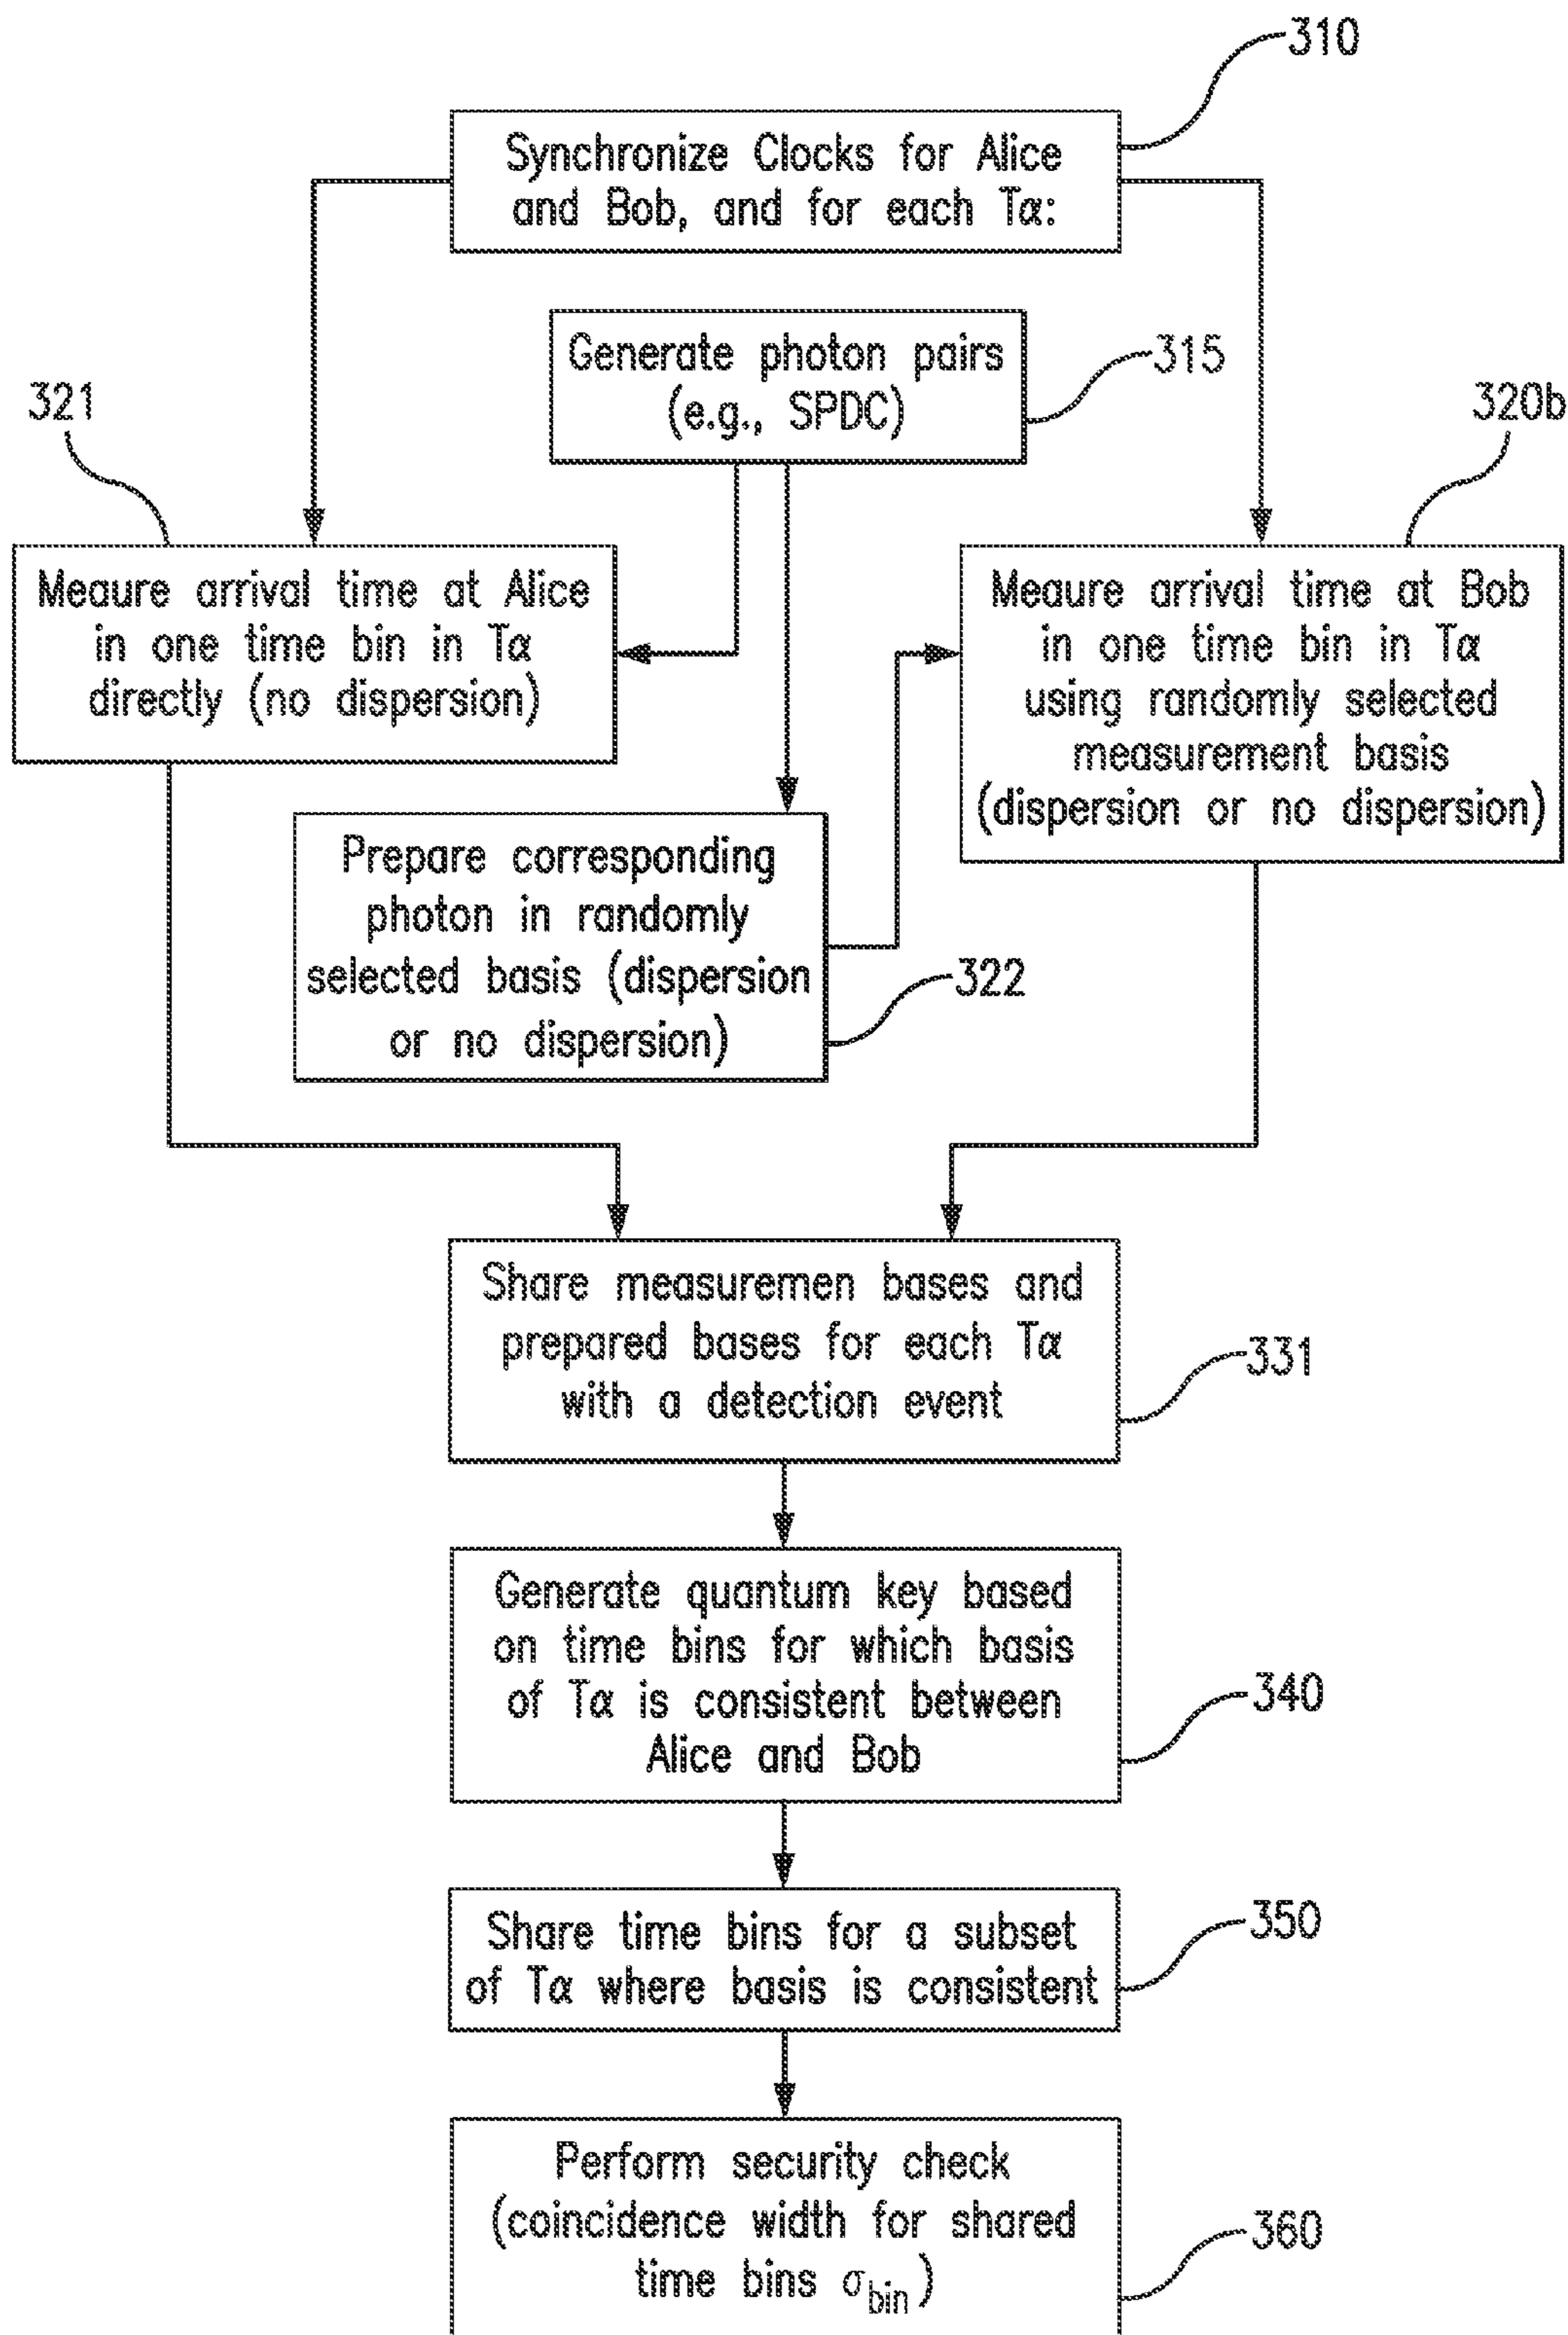 310
Synchronize Clocks for Alice
and Bob, and for each Tα:
Generate photon pairs
(e.g., SPDC)
315
321
320b
Meaure arrival time at Alice
in one time bin in Tα
directly (no dispersion)
Meaure arrival time at Bob
in one time bin in Tα
using randomly selected
measurement basis
(dispersion or no dispersion)
Prepare corresponding
photon in randomly
selected basis (dispersion
or no dispersion)
322
Share measuremen bases and
prepared bases for each Tα
with a detection event
331
Generate quantum key based
on time bins for which basis
of Tα is consistent between
Alice and Bob
340
Share time bins for a subset
of Tα where basis is consistent
350
Perform security check
(coincidence width for shared
time bins σbin)
360